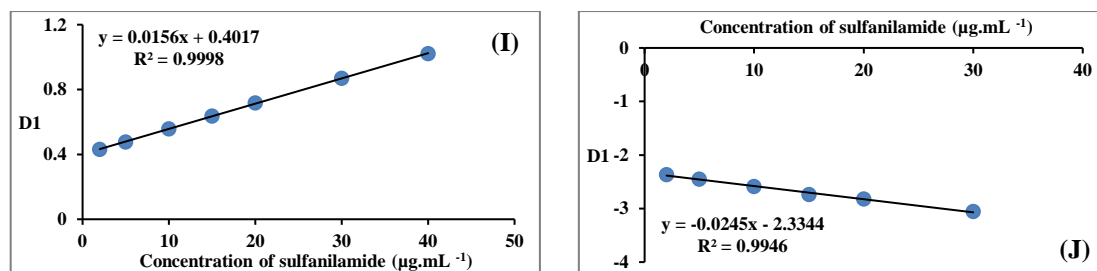 1.2
y = 0.0156x + 0.4017
R² = 0.9998
(I)
0.8
D1
0.4
0
0 10 20 30 40 50
Concentration of sulfanilamide (µg.mL ⁻¹)
Concentration of sulfanilamide (µg.mL ⁻¹)
0 10 20 30 40
0
-1
-2
D1
-3
y = -0.0245x - 2.3344
R² = 0.9946
(J)
-4